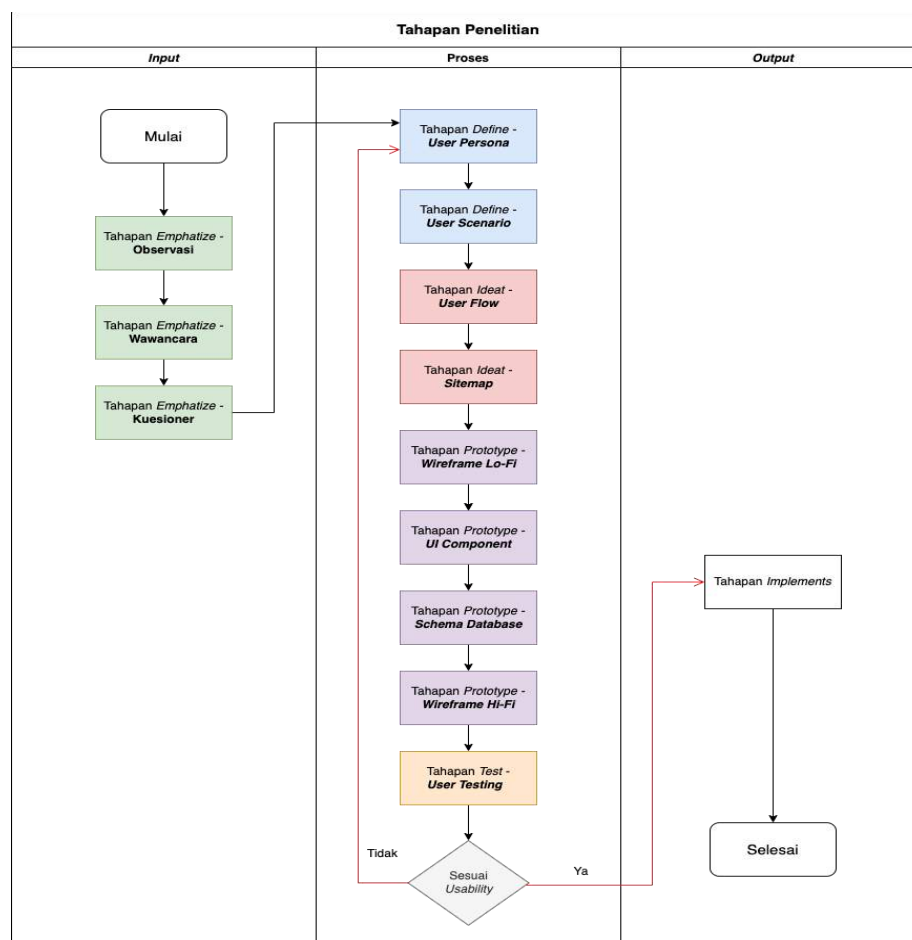 Tahapan Penelitian
Input
Proses
Output
Mulai
Tahapan Emphatize -
Observasi
Tahapan Emphatize -
Wawancara
Tahapan Emphatize -
Kuesioner
Tahapan Define -
User Persona
Tahapan Define -
User Scenario
Tahapan Ideat -
User Flow
Tahapan Ideat -
Sitemap
Tahapan Prototype -
Wireframe Lo-Fi
Tahapan Prototype -
UI Component
Tahapan Prototype-
Schema Database
Tahapan Prototype -
Wireframe Hi-Fi
Tahapan Test -
User Testing
Sesuai
Usability
Tidak
Ya
Tahapan Implements
Selesai